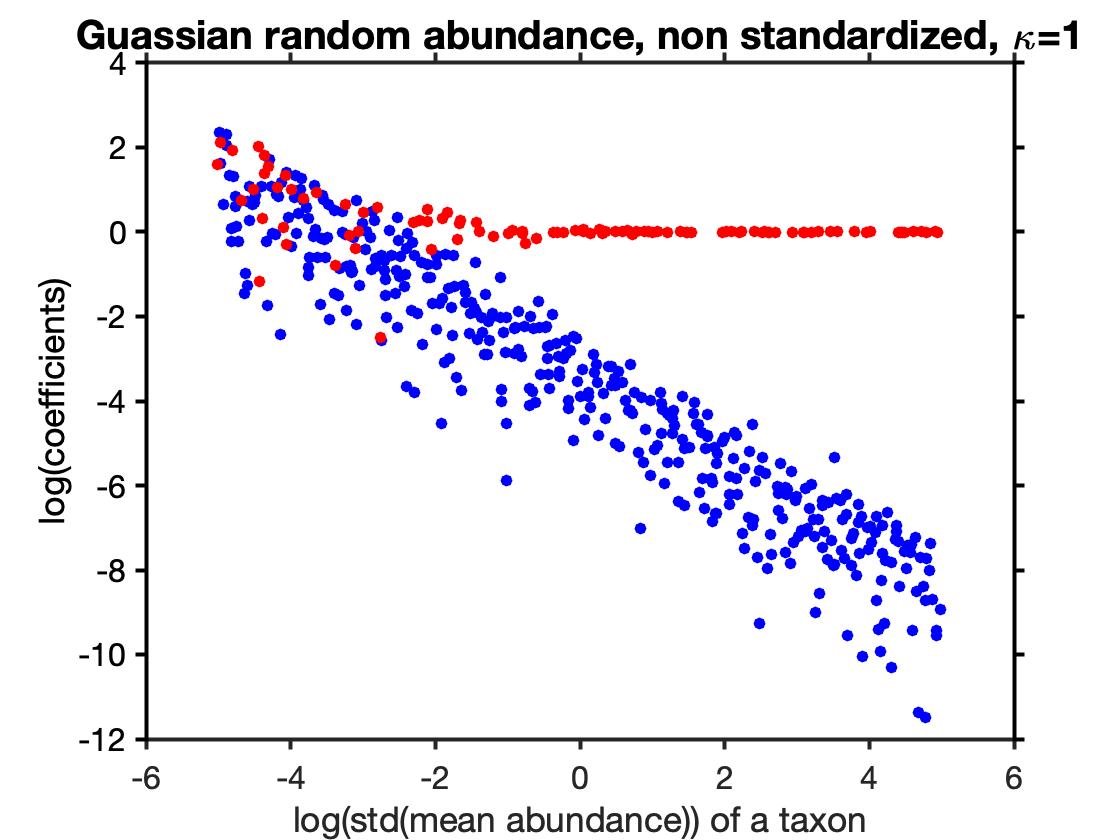 Guassian random abundance, non standardized, κ=1
4
2
0
-2
-4
-6
-8
-10
-12
log(coefficients)
-6 -4 -2 0 2 4 6
log(std(mean abundance)) of a taxon